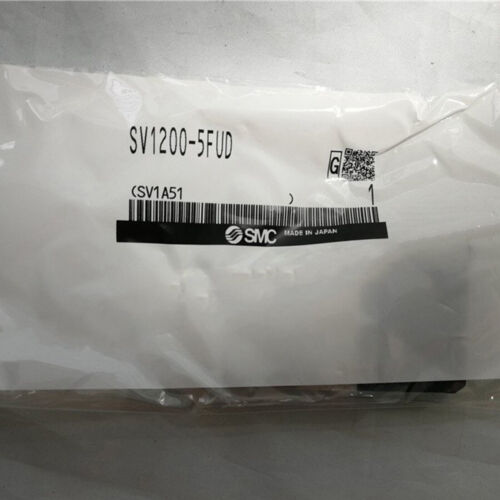 SV1200-5FUD
G
(SV1A51 ) 1
SMC MADE IN JAPAN